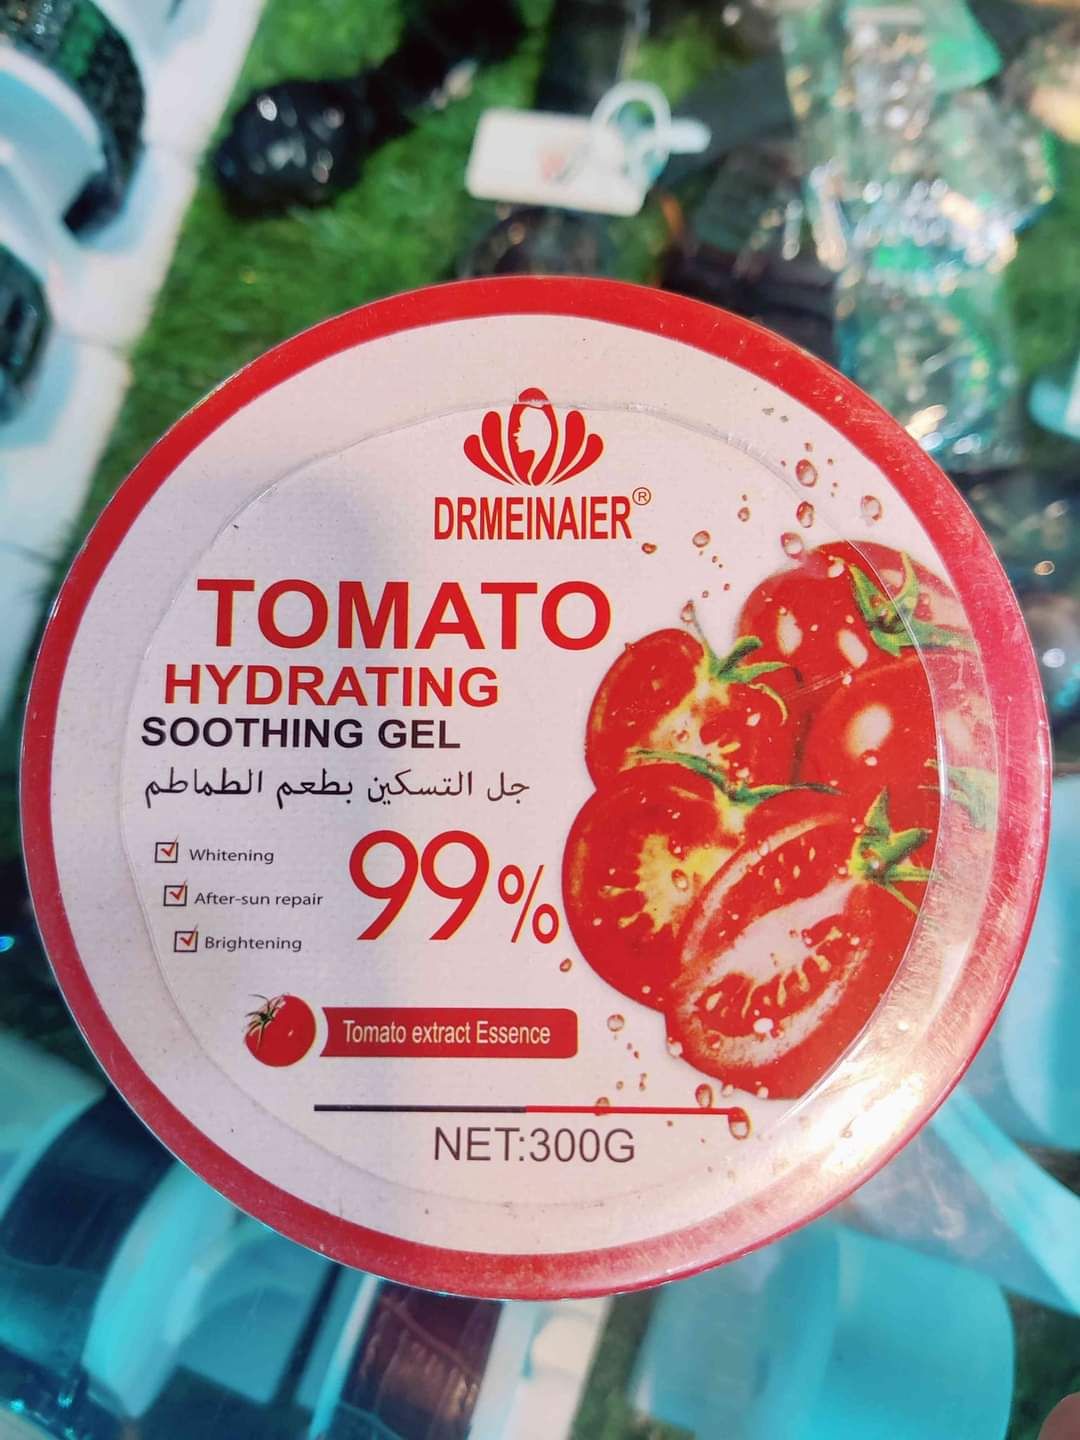 DRMEINAIER®
TOMATO
HYDRATING
SOOTHING GEL
جل التسكين بطعم الطماطم
Whitening
After-sun repair
Brightening
99%
Tomato extract Essence
NET:300G